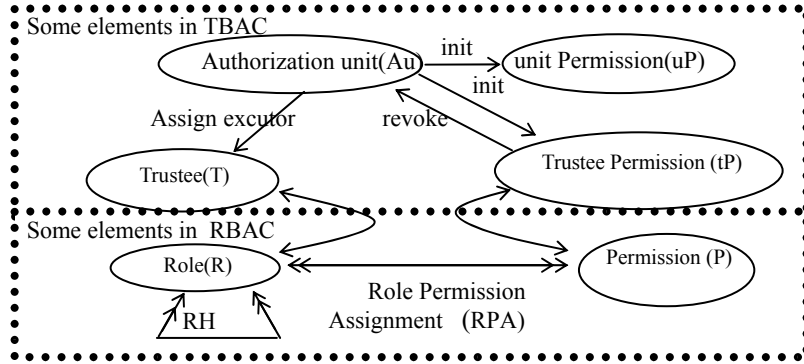 Some elements in TBAC
Authorization unit(Au)
init
unit Permission(uP)
init
Assign excutor
revoke
Trustee(T)
Trustee Permission (tP)
Some elements in RBAC
Role(R)
Permission (P)
Role Permission
Assignment (RPA)
RH